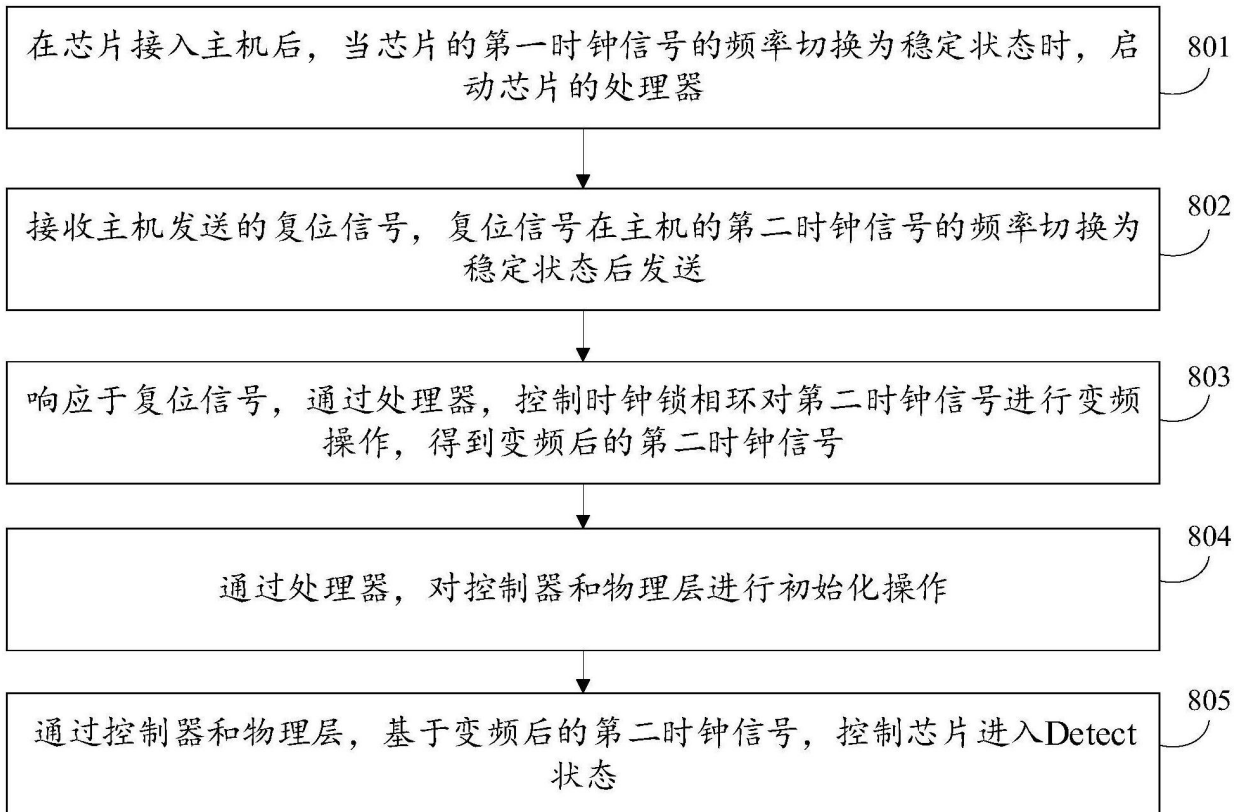 在芯片接入主机后，当芯片的第一时钟信号的频率切换为稳定状态时，启
动芯片的处理器
801
接收主机发送的复位信号，复位信号在主机的第二时钟信号的频率切换为
稳定状态后发送
802
响应于复位信号，通过处理器，控制时钟锁相环对第二时钟信号进行变频
操作，得到变频后的第二时钟信号
803
通过处理器，对控制器和物理层进行初始化操作
804
通过控制器和物理层，基于变频后的第二时钟信号，控制芯片进入Detect
状态
805